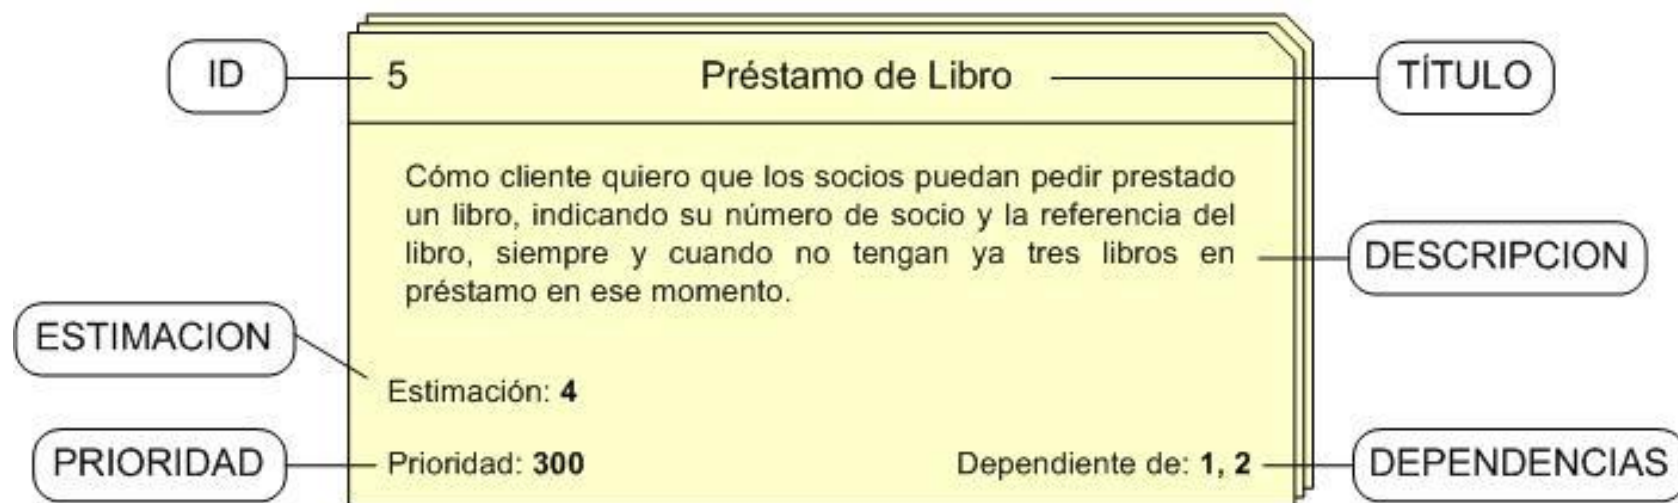 ID
5
Préstamo de Libro
TÍTULO
Cómo cliente quiero que los socios puedan pedir prestado
un libro, indicando su número de socio y la referencia del
libro, siempre y cuando no tengan ya tres libros en
préstamo en ese momento.
DESCRIPCION
ESTIMACION
Estimación: 4
PRIORIDAD
Prioridad: 300
Dependiente de: 1, 2
DEPENDENCIAS